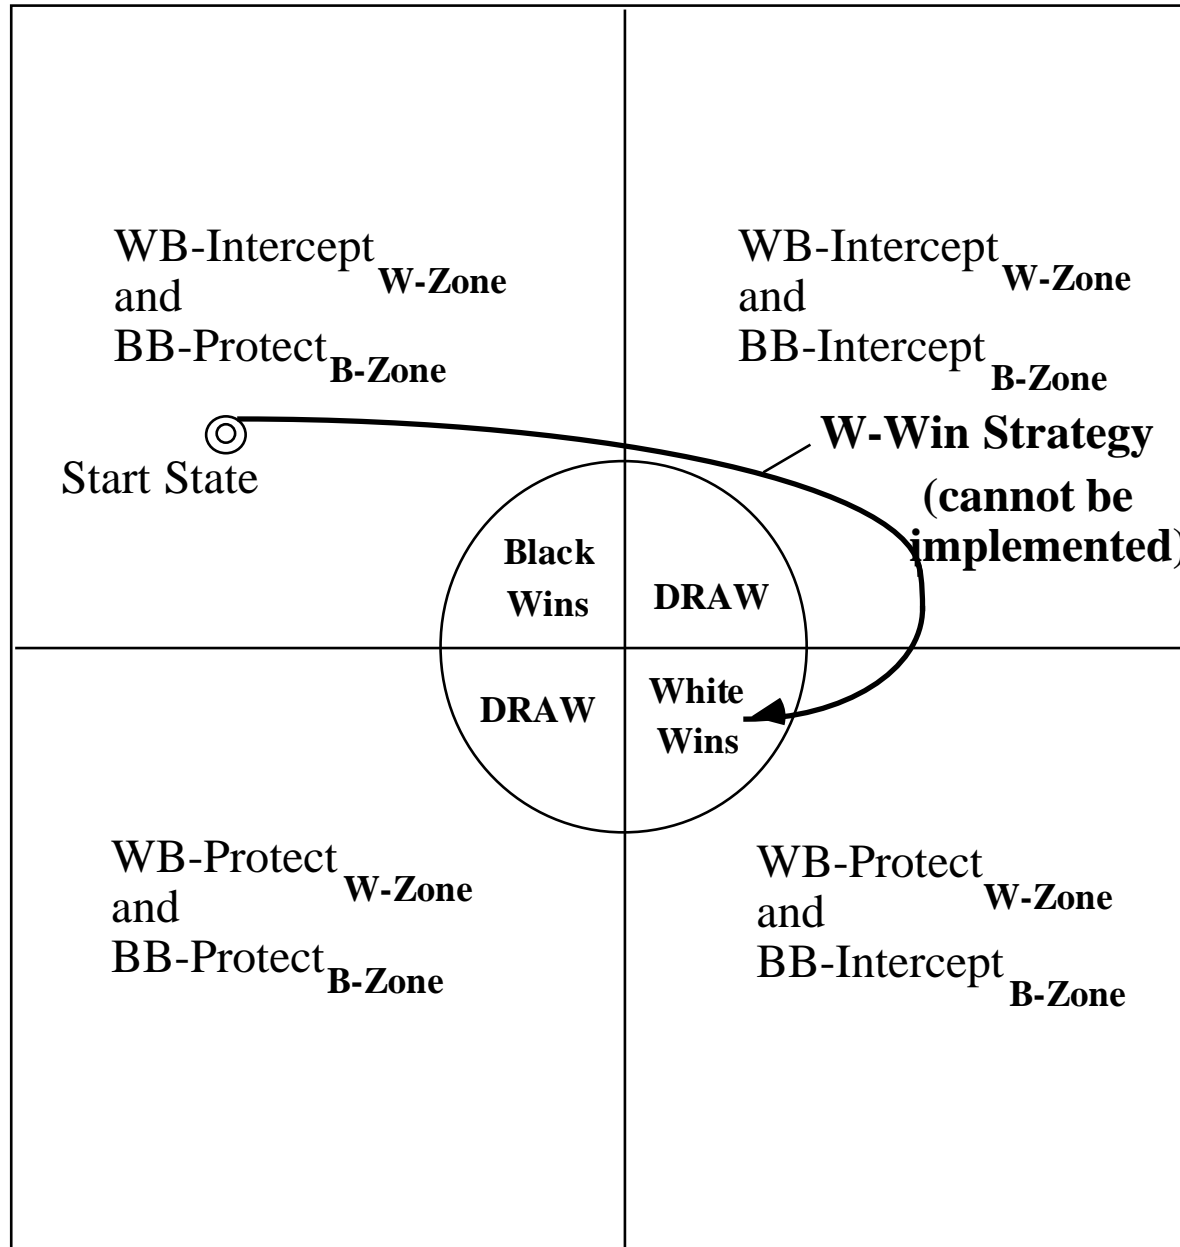 WB-Intercept W-Zone
and
BB-Protect B-Zone
Start State
WB-Intercept W-Zone
and
BB-Intercept B-Zone
W-Win Strategy
(cannot be
implemented)
Black
Wins
DRAW
DRAW
White
Wins
WB-Protect W-Zone
and
BB-Protect B-Zone
WB-Protect W-Zone
and
BB-Intercept B-Zone